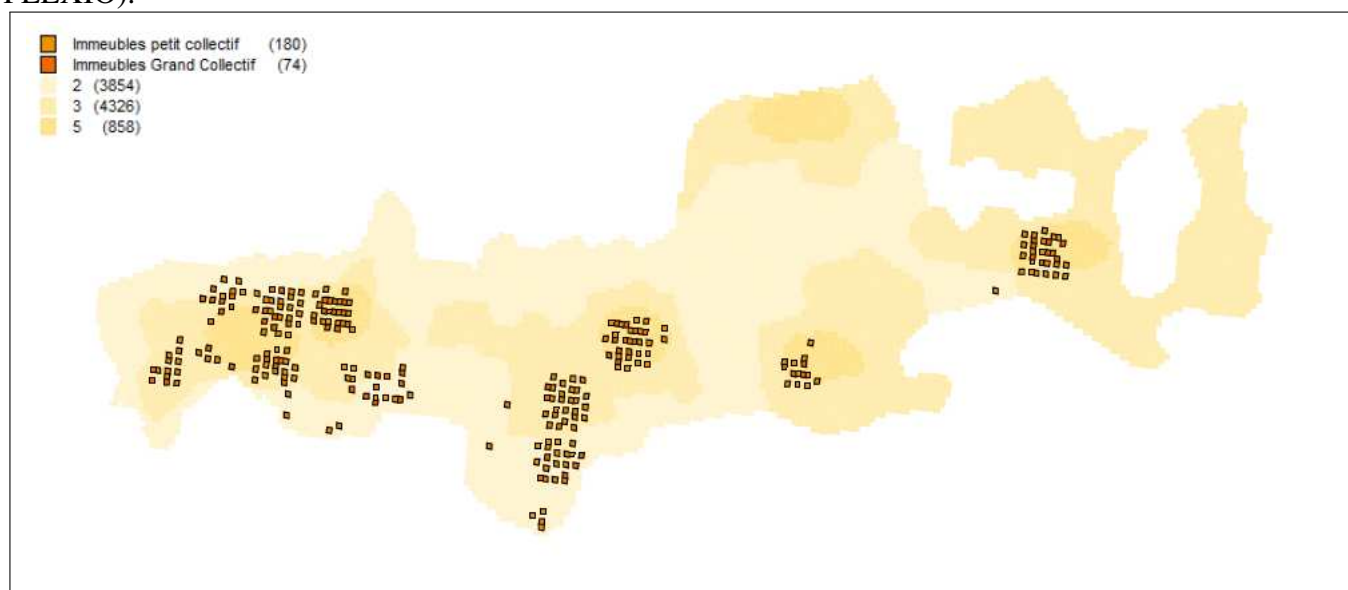 Immeubles petit collectif (180)
Immeubles Grand Collectif (74)
2 (3854)
3 (4326)
5 (858)